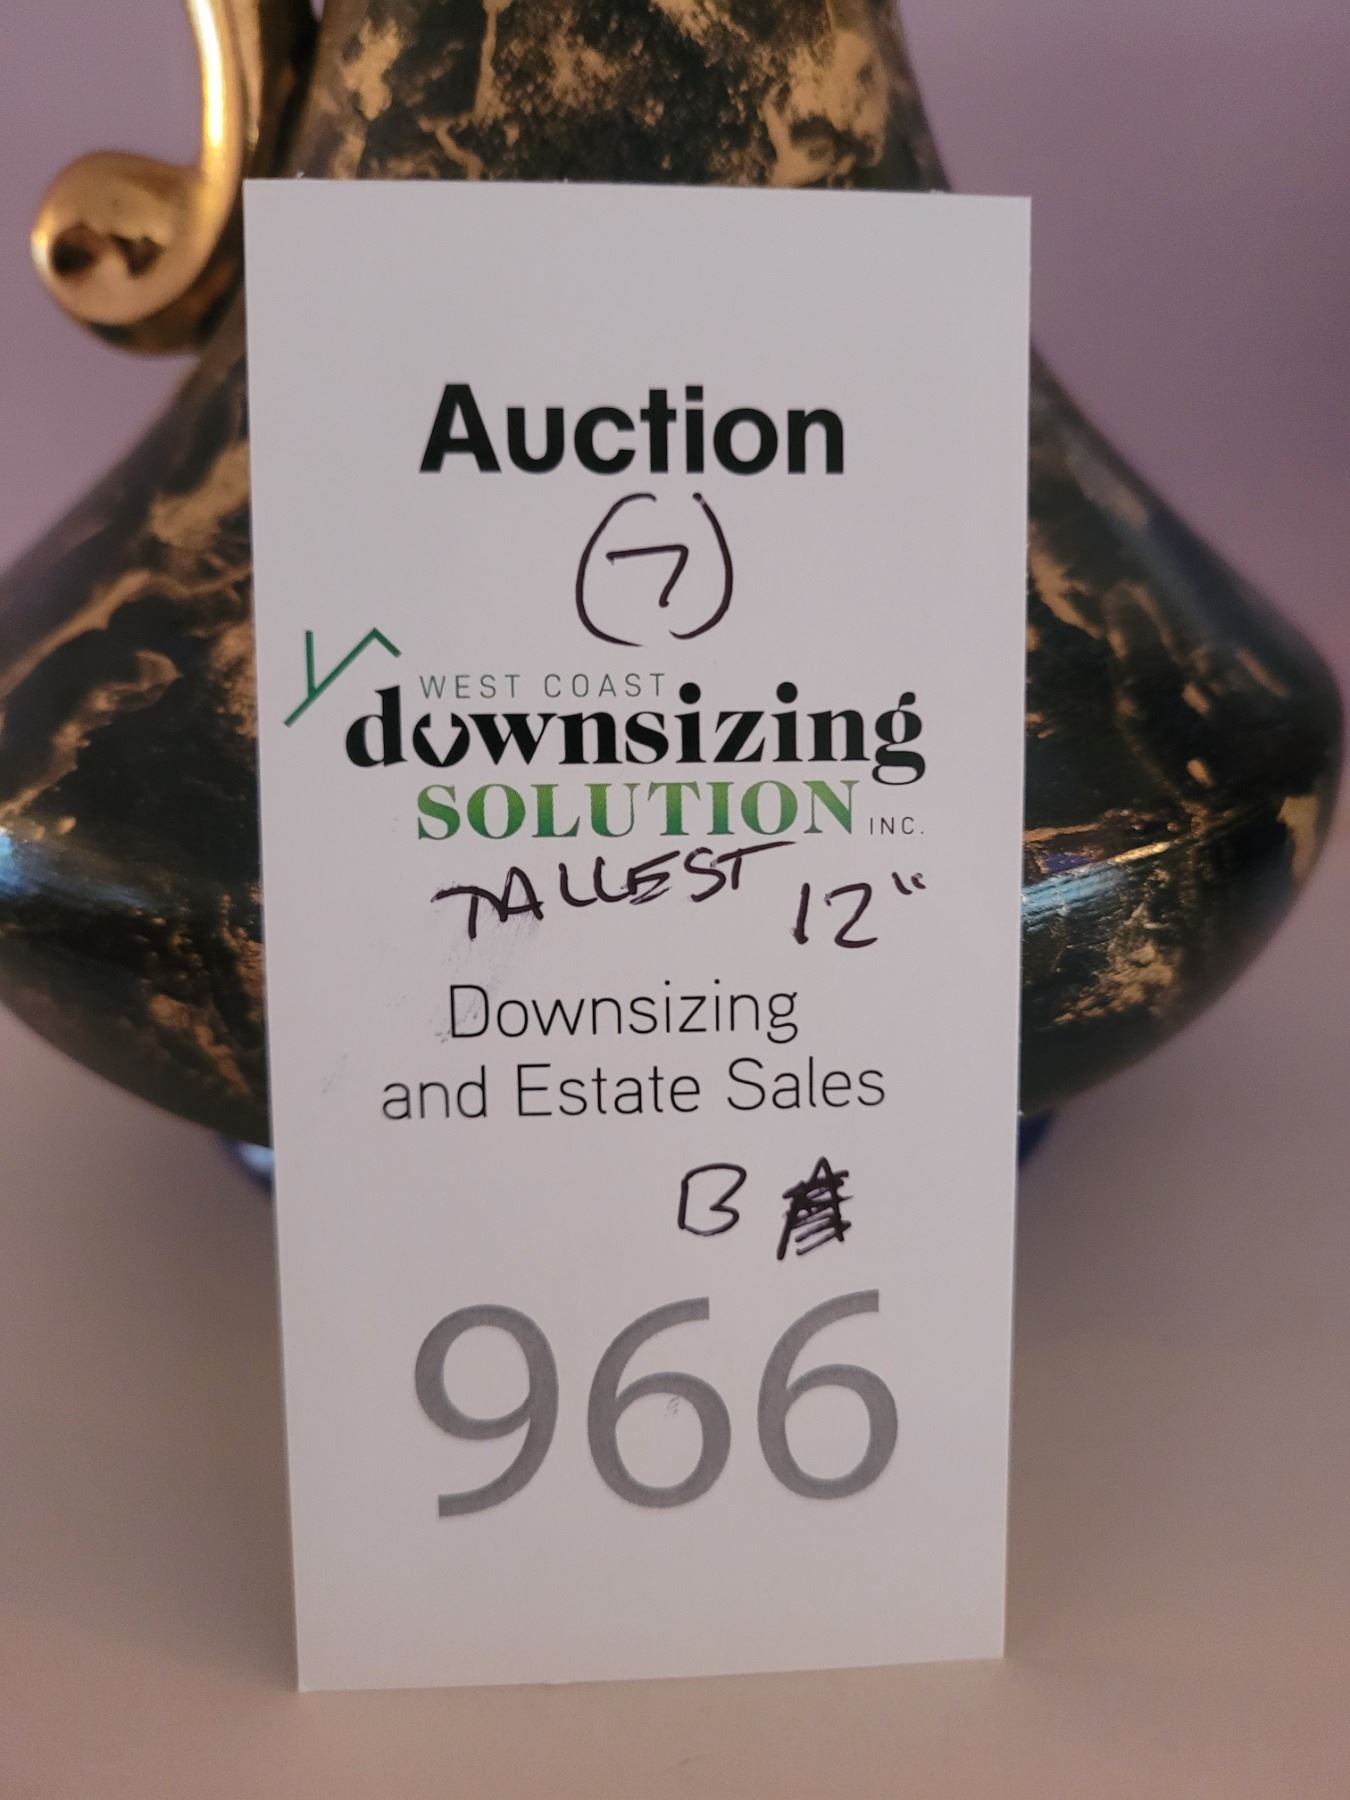 Auction
(7)
WEST COAST
downsizing
SOLUTION INC.
TALLEST 12"
Downsizing
and Estate Sales
B
966